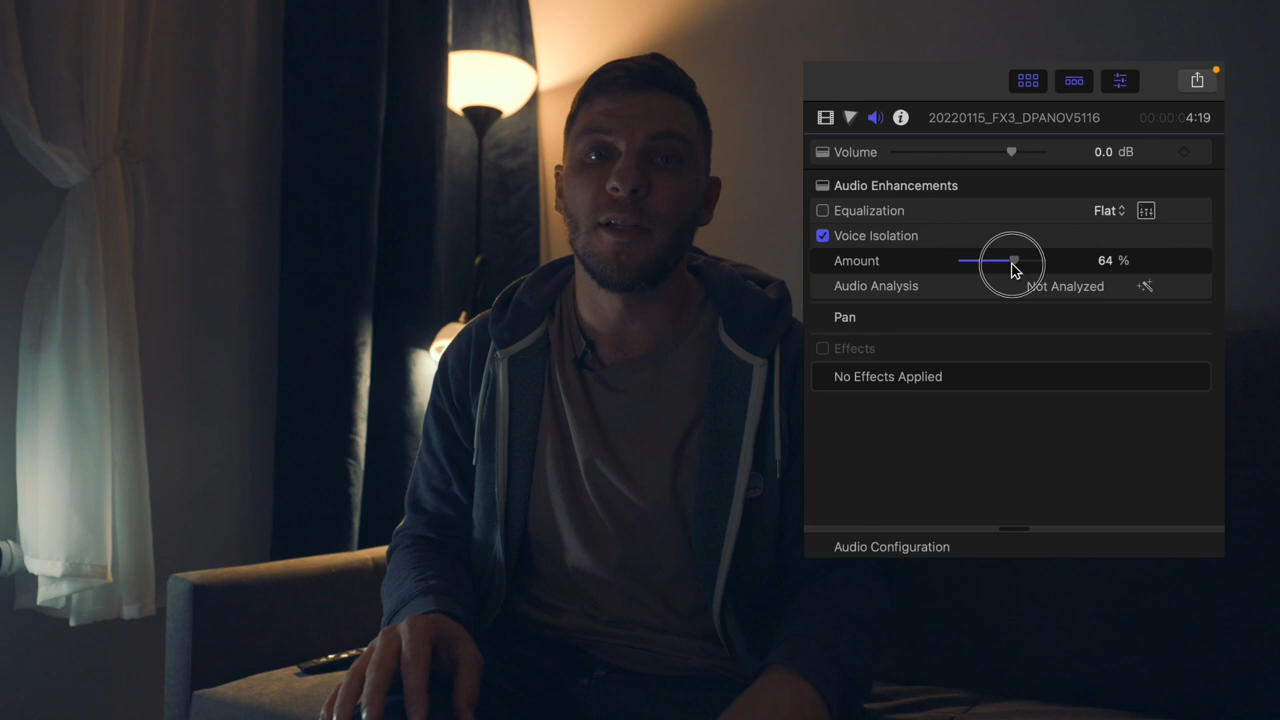 20220115_FX3_DPANOV5116 00:00:04:19
Volume 0.0 dB
Audio Enhancements
Equalization Flat
Voice Isolation
Amount 64 %
Audio Analysis Not Analyzed
Pan
Effects
No Effects Applied
Audio Configuration